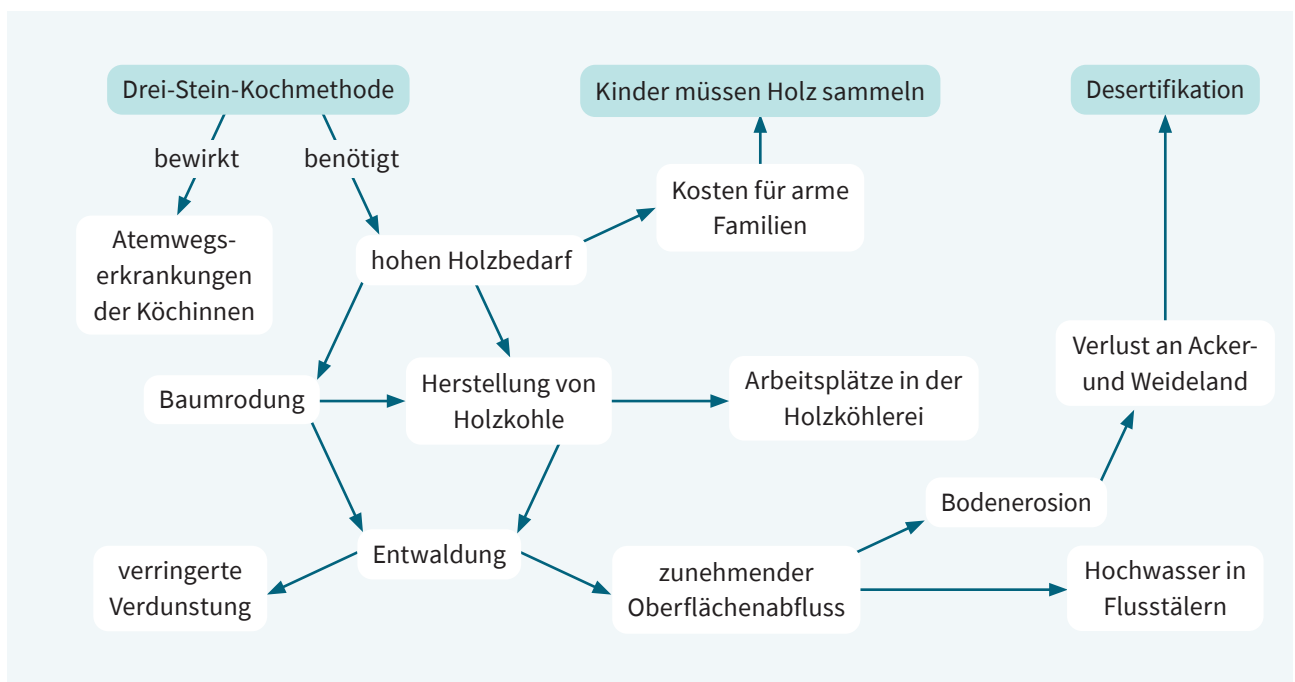 Drei-Stein-Kochmethode
Kinder müssen Holz sammeln
Desertifikation
bewirkt
benötigt
Kosten für arme
Familien
Atemwegs-
erkrankungen
der Köchinnen
hohen Holzbedarf
Verlust an Acker-
und Weideland
Baumrodung
Herstellung von
Holzkohle
Arbeitsplätze in der
Holzköhlerei
Bodenerosion
Entwaldung
verringerte
Verdunstung
zunehmender
Oberflächenabfluss
Hochwasser in
Flusstälern